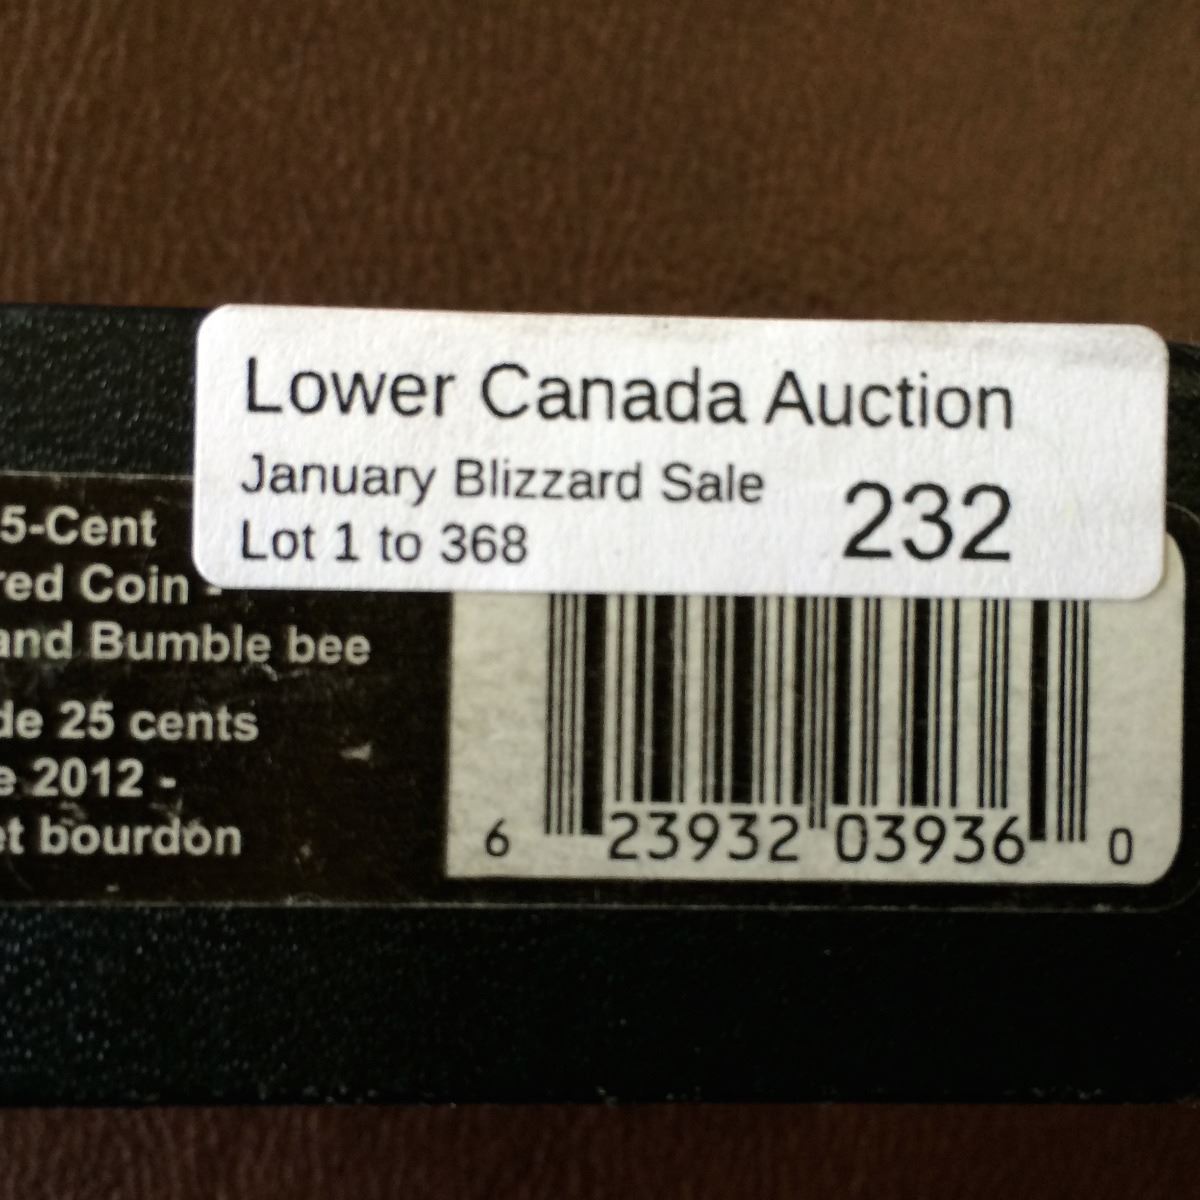 Lower Canada Auction
January Blizzard Sale
Lot 1 to 368
232
5-Cent
red Coin -
and Bumble bee
de 25 cents
e 2012 -
et bourdon
6 23932 03936 0